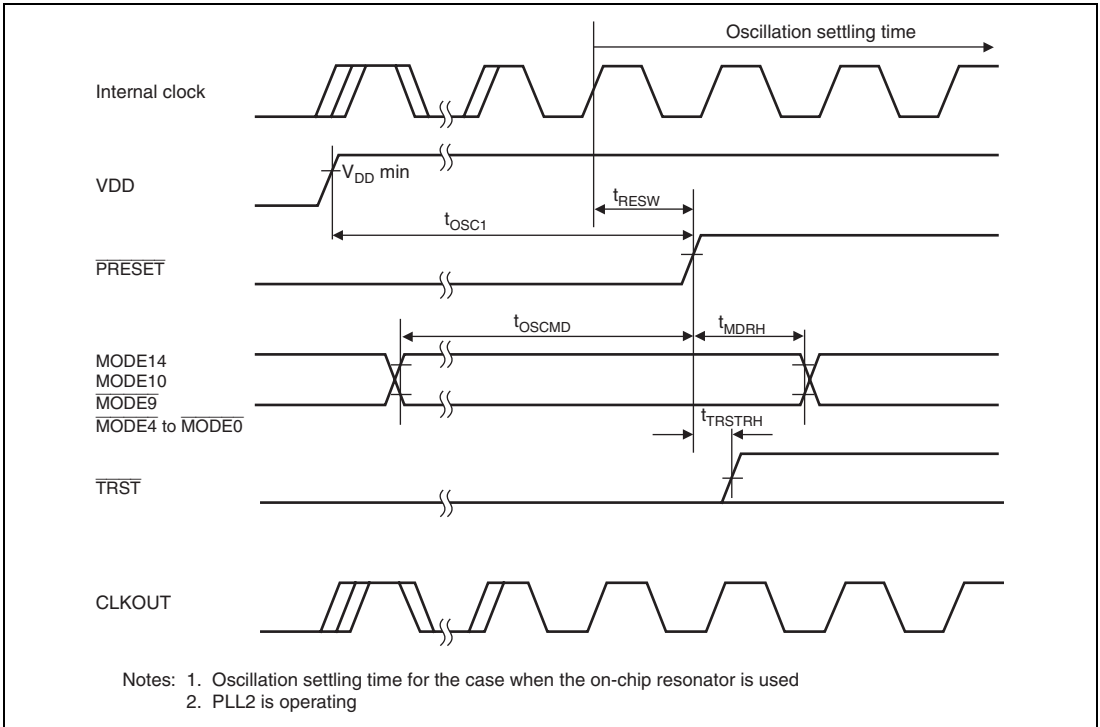 Oscillation settling time
Internal clock
VDD
VDD min
tRESW
tOSC1
PRESET
tOSCMD
tMDRH
MODE14
MODE10
MODE9
MODE4 to MODE0
tTRSTRH
TRST
CLKOUT
Notes: 1. Oscillation settling time for the case when the on-chip resonator is used
2. PLL2 is operating